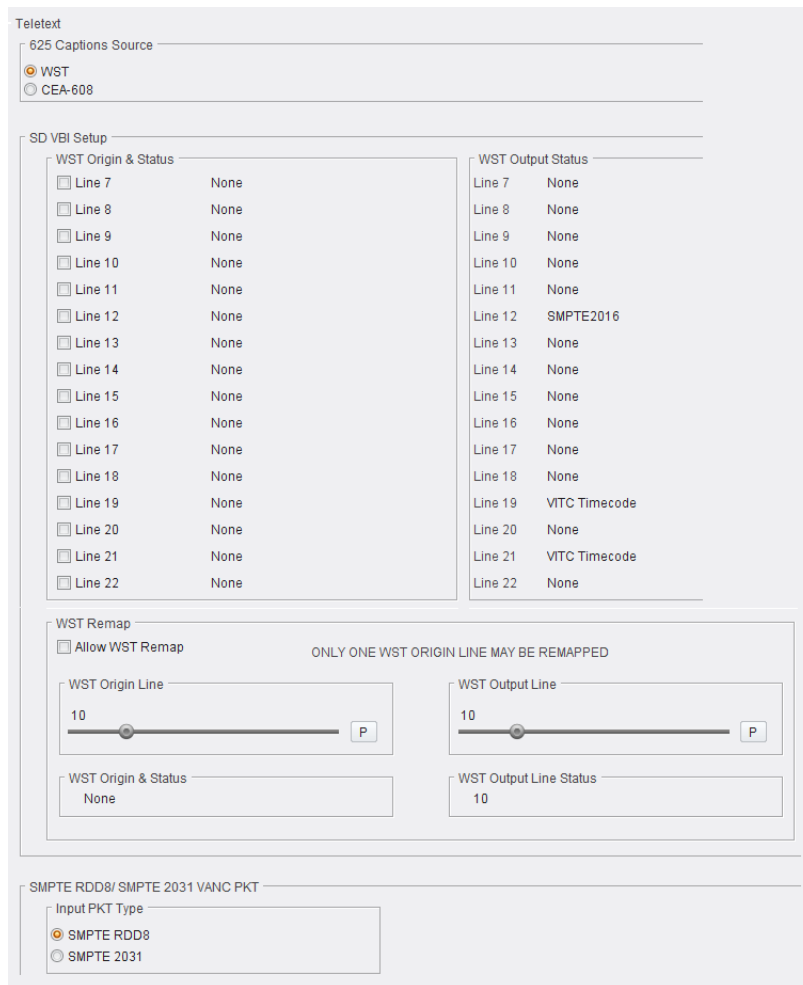 Teletext
625 Captions Source
WST
CEA-608
SD VBI Setup
WST Origin & Status
Line 7 None
Line 8 None
Line 9 None
Line 10 None
Line 11 None
Line 12 None
Line 13 None
Line 14 None
Line 15 None
Line 16 None
Line 17 None
Line 18 None
Line 19 None
Line 20 None
Line 21 None
Line 22 None
WST Output Status
Line 7 None
Line 8 None
Line 9 None
Line 10 None
Line 11 None
Line 12 SMPTE2016
Line 13 None
Line 14 None
Line 15 None
Line 16 None
Line 17 None
Line 18 None
Line 19 VITC Timecode
Line 20 None
Line 21 VITC Timecode
Line 22 None
WST Remap
Allow WST Remap
ONLY ONE WST ORIGIN LINE MAY BE REMAPPED
WST Origin Line
10
P
WST Output Line
10
P
WST Origin & Status
None
WST Output Line Status
10
SMPTE RDD8/ SMPTE 2031 VANC PKT
Input PKT Type
SMPTE RDD8
SMPTE 2031